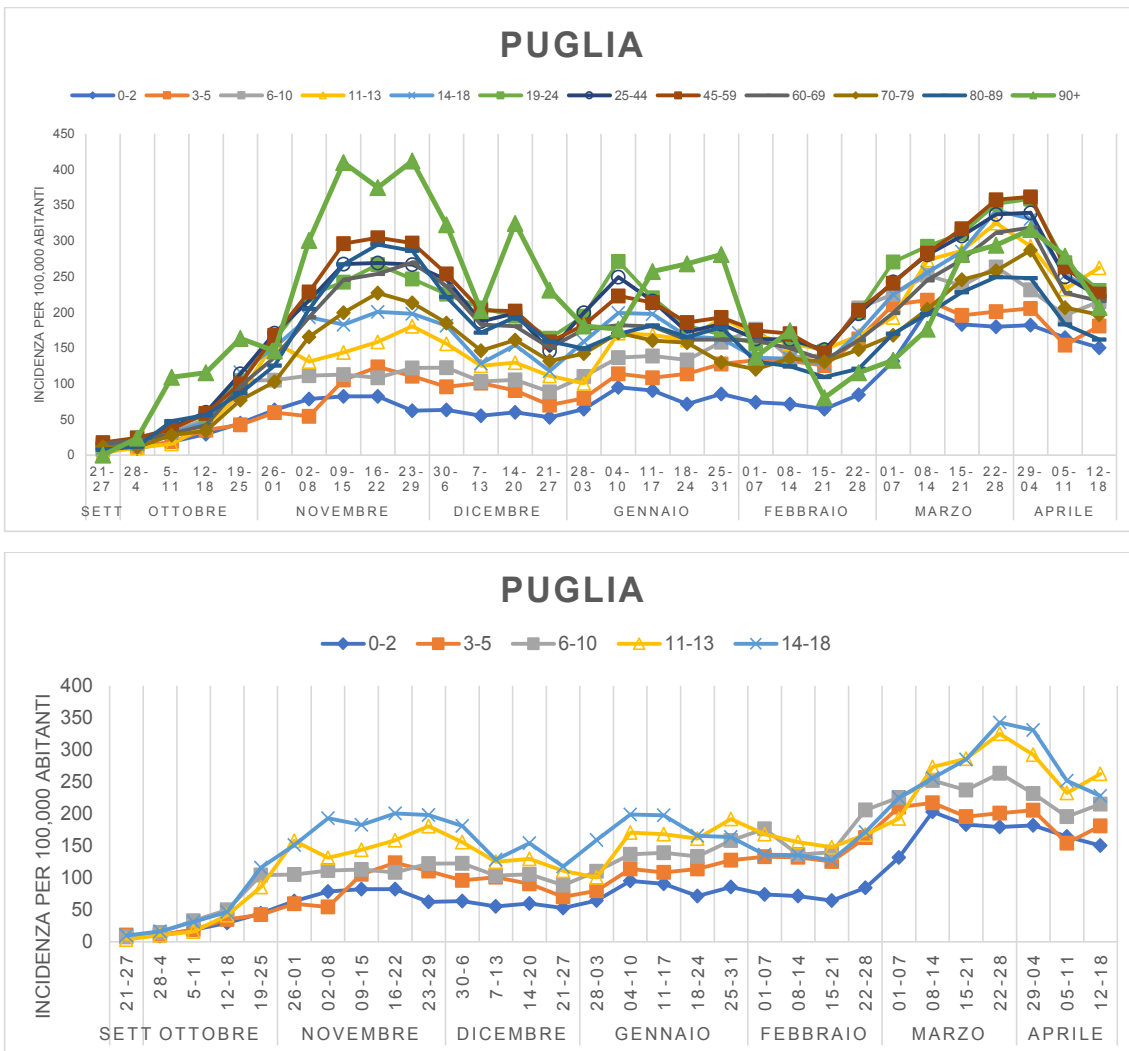 PUGLIA
0-2 3-5 6-10 11-13 14-18 19-24 25-44 45-59 60-69 70-79 80-89 90+
INCIDENZA PER 100,000 ABITANTI
450
400
350
300
250
200
150
100
50
0
21-27 28-4 5-11 12-18 19-25 26-01 02-08 09-15 16-22 23-29 30-6 7-13 14-20 21-27 28-03 04-10 11-17 18-24 25-31 01-07 08-14 15-21 22-28 01-07 08-14 15-21 22-28 29-04 05-11 12-18
SETT OTTOBRE NOVEMBRE DICEMBRE GENNAIO FEBBRAIO MARZO APRILE
PUGLIA
0-2 3-5 6-10 11-13 14-18
INCIDENZA PER 100,000 ABITANTI
400
350
300
250
200
150
100
50
0
21-27 28-4 5-11 12-18 19-25 26-01 02-08 09-15 16-22 23-29 30-6 7-13 14-20 21-27 28-03 04-10 11-17 18-24 25-31 01-07 08-14 15-21 22-28 01-07 08-14 15-21 22-28 29-04 05-11 12-18
SETT OTTOBRE NOVEMBRE DICEMBRE GENNAIO FEBBRAIO MARZO APRILE